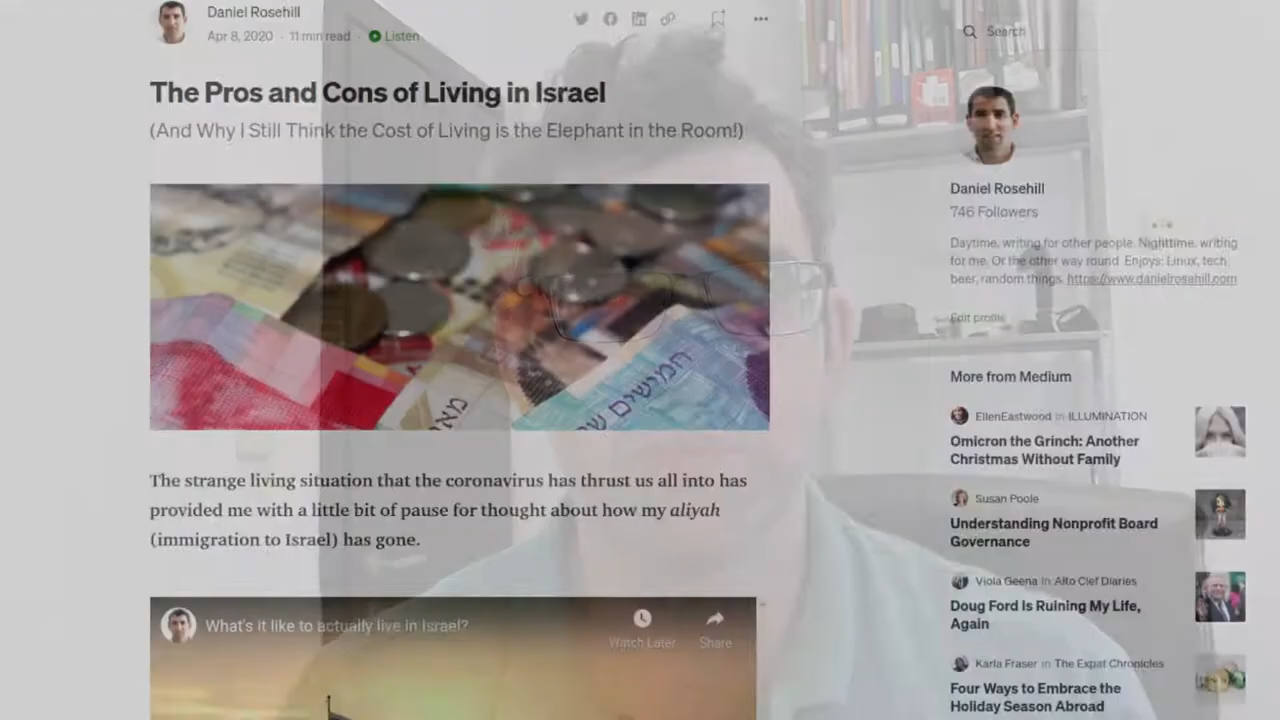 Daniel Rosehill
Apr 8, 2020 · 11 min read · Listen
The Pros and Cons of Living in Israel
(And Why I Still Think the Cost of Living is the Elephant in the Room!)
חמישים
מא
The strange living situation that the coronavirus has thrust us all into has
provided me with a little bit of pause for thought about how my aliyah
(immigration to Israel) has gone.
What's it like to actually live in Israel?
Watch Later
Share
Search
Daniel Rosehill
746 Followers
Daytime, writing for other people. Nighttime, writing
for me. Or the other way round. Enjoys: Linux, tech,
beer, random things. https://www.danielrosehill.com
Edit profile
More from Medium
EllenEastwood in ILLUMINATION
Omicron the Grinch: Another
Christmas Without Family
Susan Poole
Understanding Nonprofit Board
Governance
Viola Geena in Alto Clef Diaries
Doug Ford Is Ruining My Life,
Again
Karla Fraser in The Expat Chronicles
Four Ways to Embrace the
Holiday Season Abroad